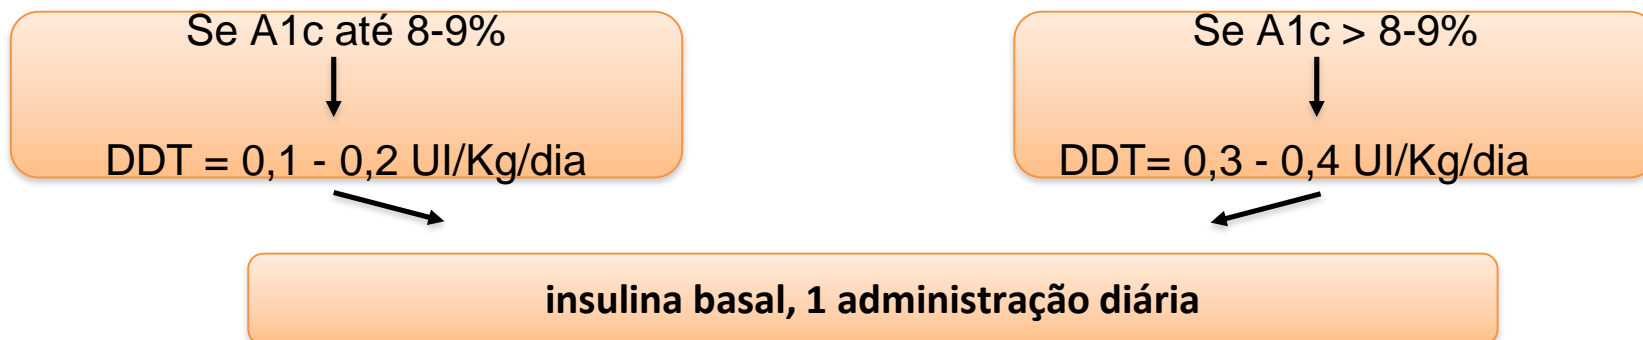 Se A1c até 8-9%
DDT = 0,1 - 0,2 UI/Kg/dia
Se A1c > 8-9%
DDT= 0,3 - 0,4 UI/Kg/dia
insulina basal, 1 administração diária